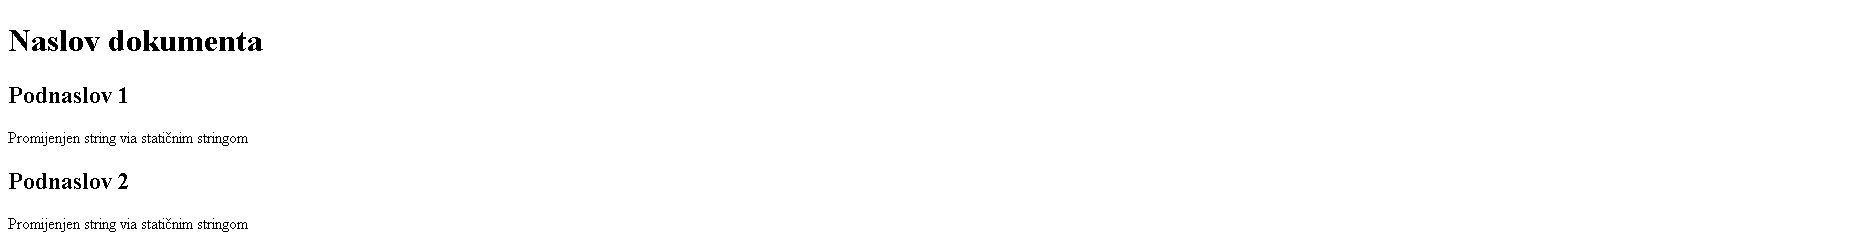 Naslov dokumenta
Podnaslov 1
Promijenjen string via statičnim stringom
Podnaslov 2
Promijenjen string via statičnim stringom